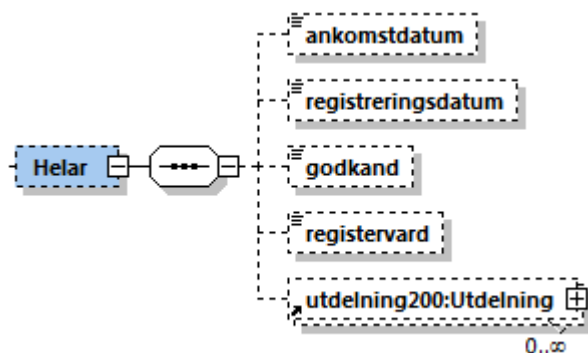 ankomstdatum
registreringsdatum
Helar
godkand
registervard
utdelning200:Utdelning
0..∞